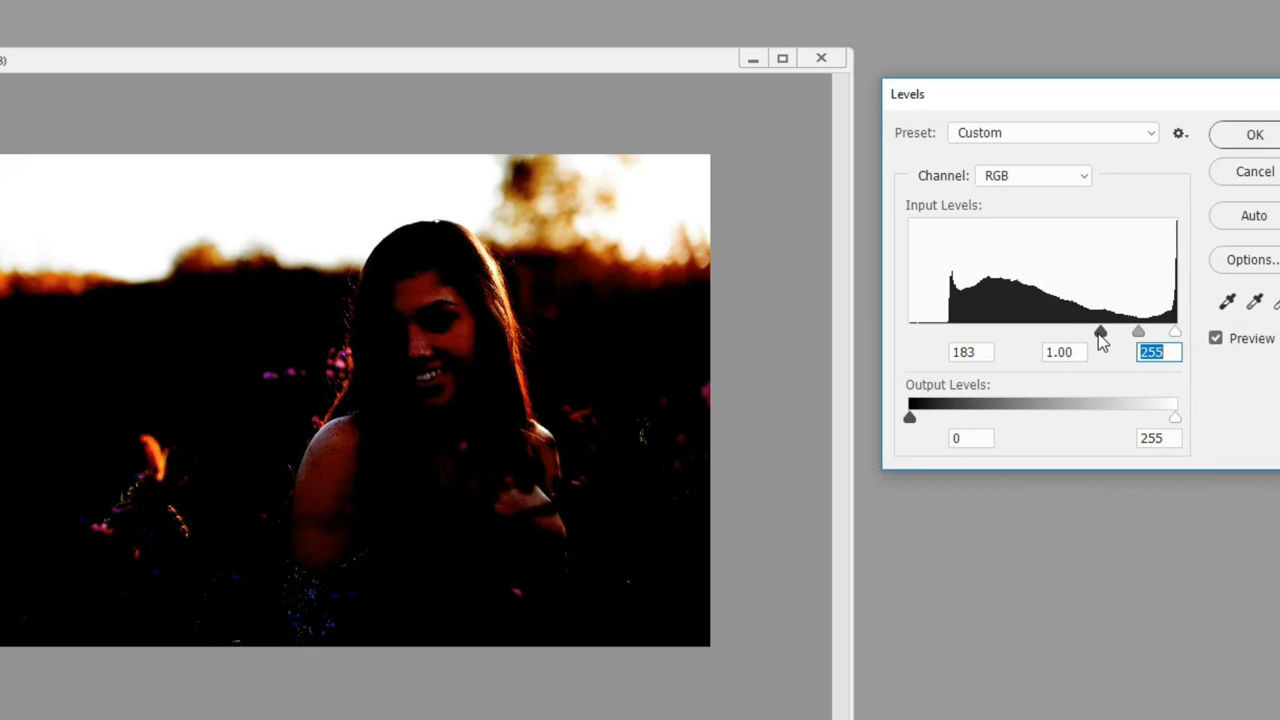 3)
Levels
Preset: Custom
OK
Channel: RGB
Cancel
Input Levels:
Auto
Options..
183 1.00 255
Preview
Output Levels:
0 255